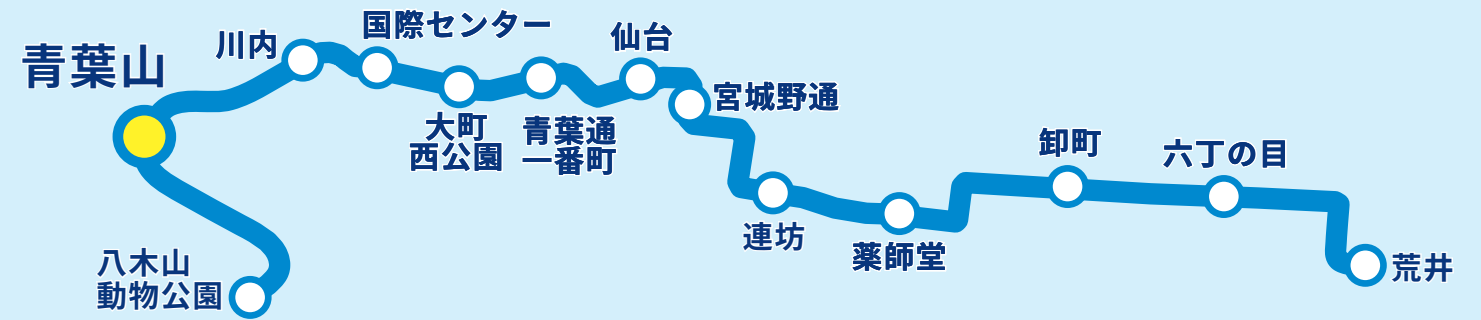 青葉山
川内
国際センター
大町
西公園
青葉通
一番町
仙台
宮城野通
連坊
薬師堂
卸町
六丁の目
荒井
八木山
動物公園